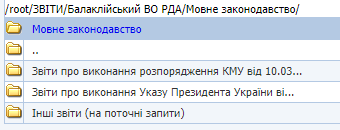 /root/ЗВІТИ/Балаклійський ВО РДА/Мовне законодавство/
Мовне законодавство
..
Звіти про виконання розпорядження КМУ від 10.03...
Звіти про виконання Указу Президента України ві...
Інші звіти (на поточні запити)